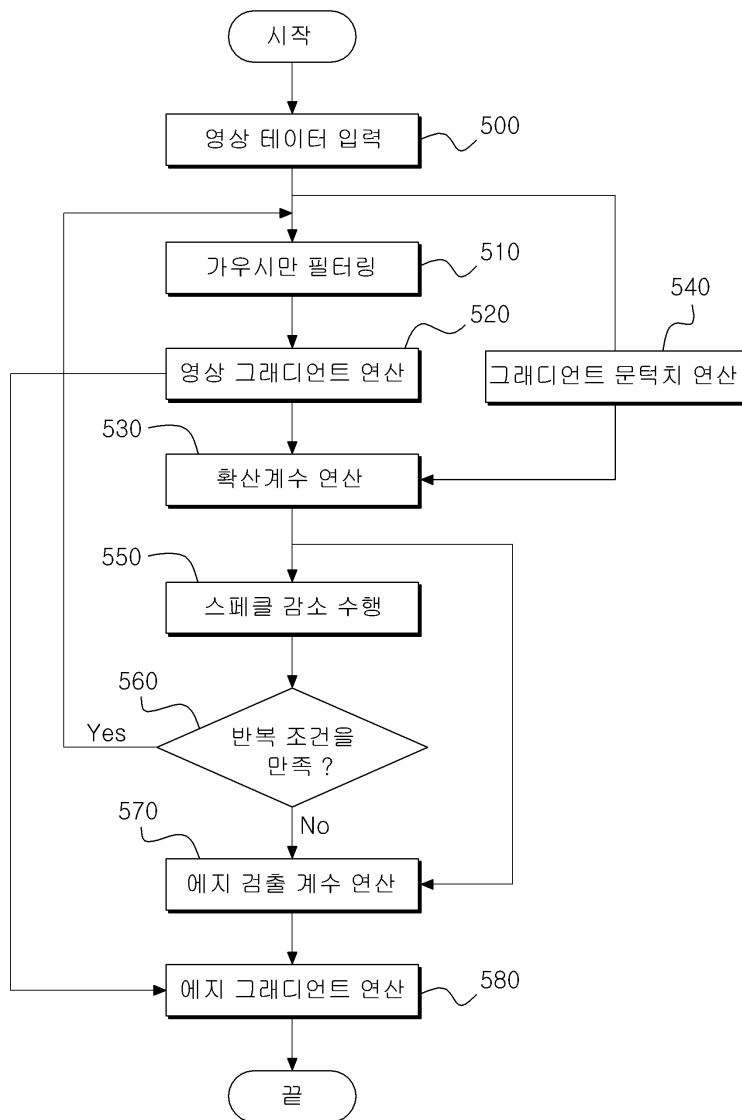 시작
영상 테이터 입력
500
가우시만 필터링
510
540
520
영상 그래디언트 연산
그래디언트 문턱치 연산
530
확산계수 연산
550
스페클 감소 수행
560
Yes
반복 조건을
만족 ?
570
No
에지 검출 계수 연산
에지 그래디언트 연산
580
끝